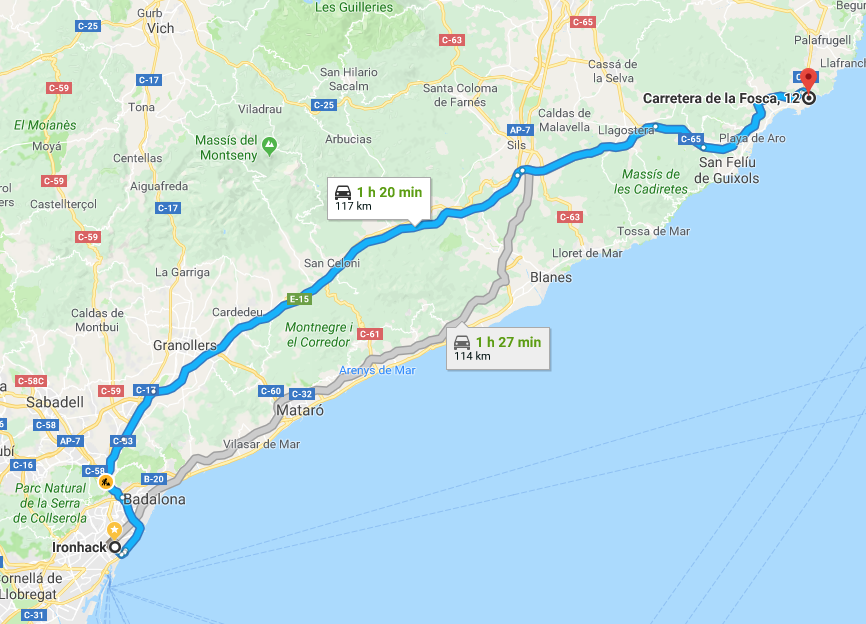 Les Guilleries
Begur
Gurb
C-25
Vich
C-65
C-63
Palafrugell
Cassá de
la Selva
Llafranch
San Hilario
Sacalm
C-17
C-59
Santa Coloma
de Farnés
Carretera de la Fosca, 12
Tona
Viladrau
C-25
Caldas de
Malavella
El Moianès
Moyá
Massís del
Montseny
Arbucias
AP-7
Sils
Llagostera
C-65
Playa de Aro
Centellas
San Felíu
de Guixols
C-59
Aiguafreda
Massís de
les Cadiretes
Castelltérçol
C-17
1 h 20 min
117 km
C-63
C-59
Tossa de Mar
San Celoni
Lloret de Mar
La Garriga
Blanes
E-15
Caldas de
Montbui
Cardedeu
Montnegre i
el Corredor
C-61
1 h 27 min
114 km
Granollers
Arenys de Mar
C-58C
C-59
C-17
C-60
C-32
Sabadell
Mataró
C-58
AP-7
C-33
Vilasar de Mar
C-16
C-58
B-20
Parc Natural
de la Serra
de Collserola
Badalona
Ironhack
Cornellá de
Llobregat
C-31